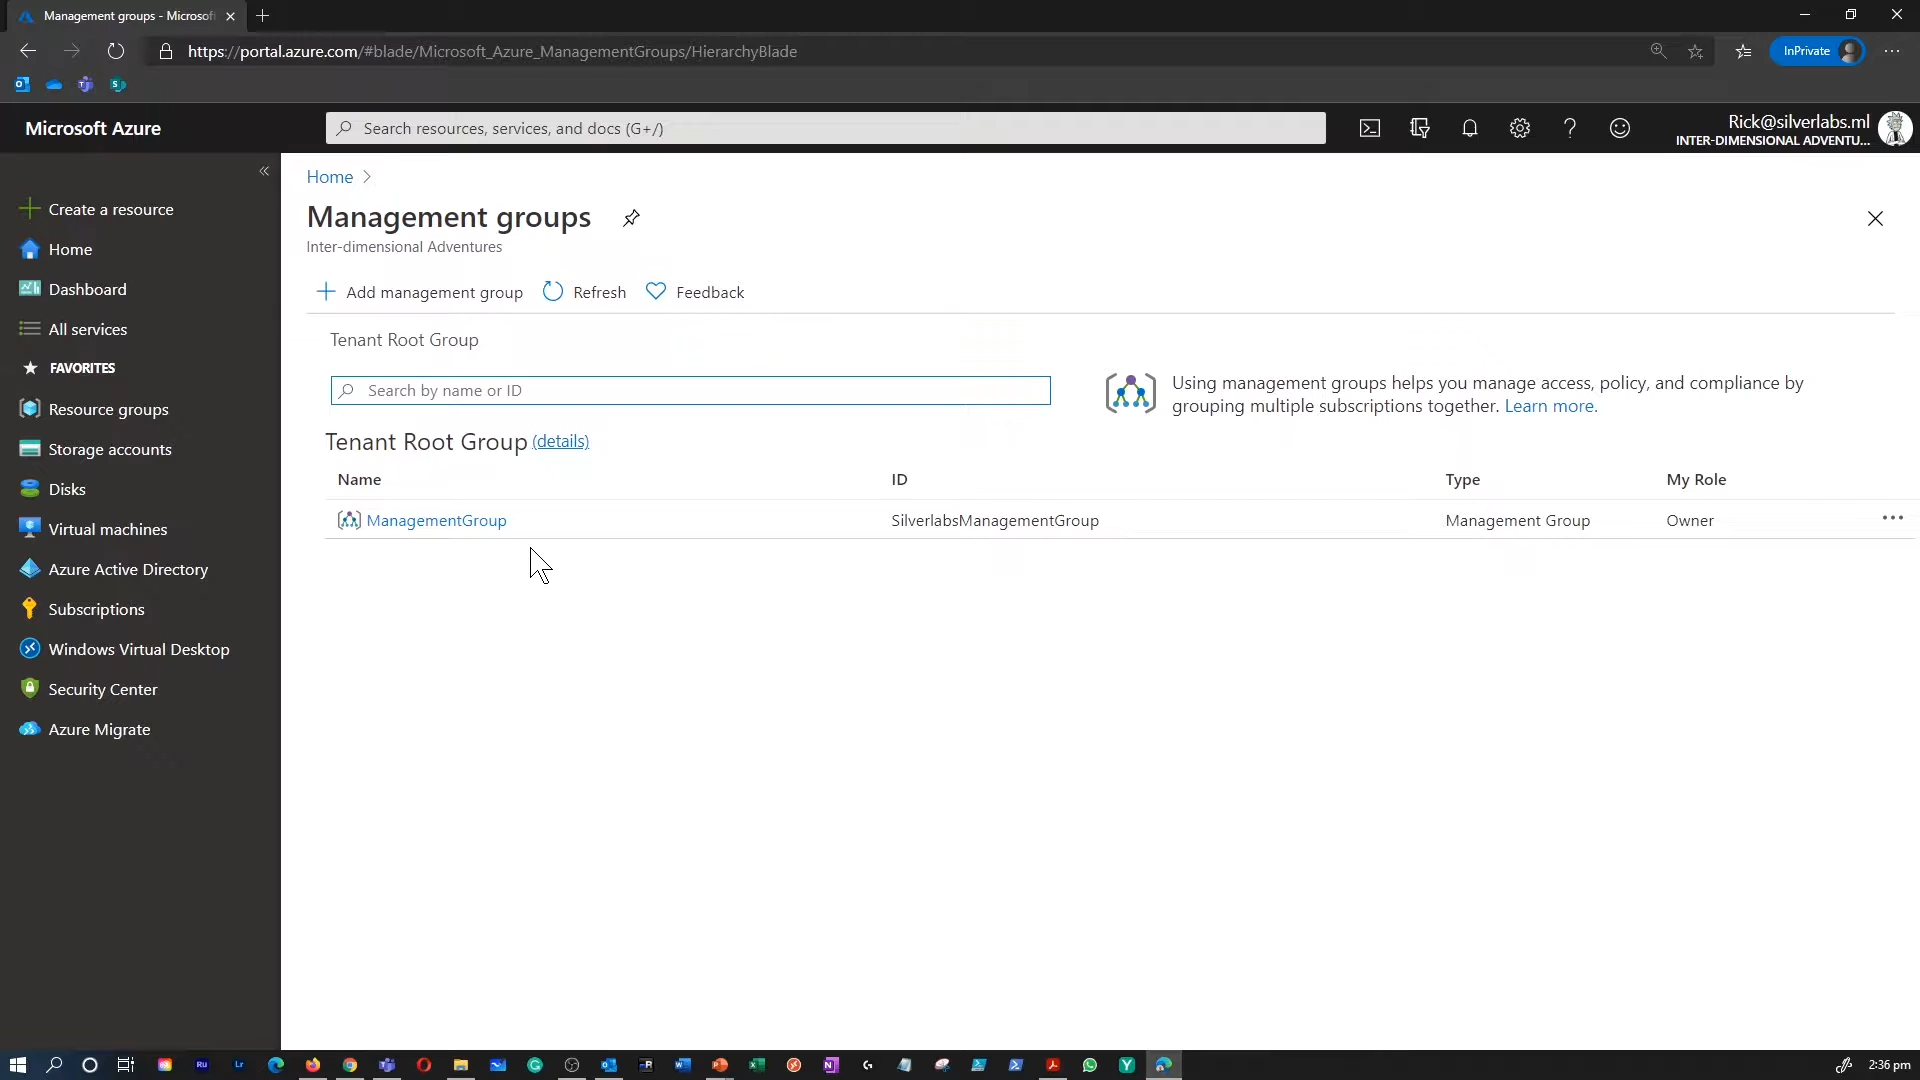 Management groups - Microsof
https://portal.azure.com/#blade/Microsoft_Azure_ManagementGroups/HierarchyBlade
InPrivate
Microsoft Azure
Search resources, services, and docs (G+/)
Rick@silverlabs.ml
INTER-DIMENSIONAL ADVENTU...
Create a resource
Home
Dashboard
All services
FAVORITES
Resource groups
Storage accounts
Disks
Virtual machines
Azure Active Directory
Subscriptions
Windows Virtual Desktop
Security Center
Azure Migrate
Home
Management groups
Inter-dimensional Adventures
Add management group
Refresh
Feedback
Tenant Root Group
Search by name or ID
Using management groups helps you manage access, policy, and compliance by
grouping multiple subscriptions together. Learn more.
Tenant Root Group (details)
Name ID Type My Role
ManagementGroup SilverlabsManagementGroup Management Group Owner
2:36 pm